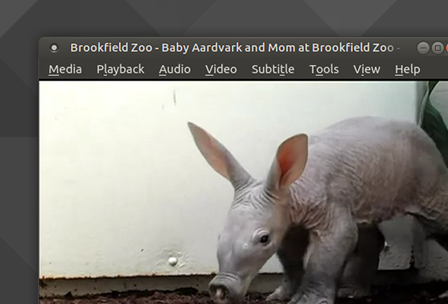 Brookfield Zoo - Baby Aardvark and Mom at Brookfield Zoo -
Media Playback Audio Video Subtitle Tools View Help